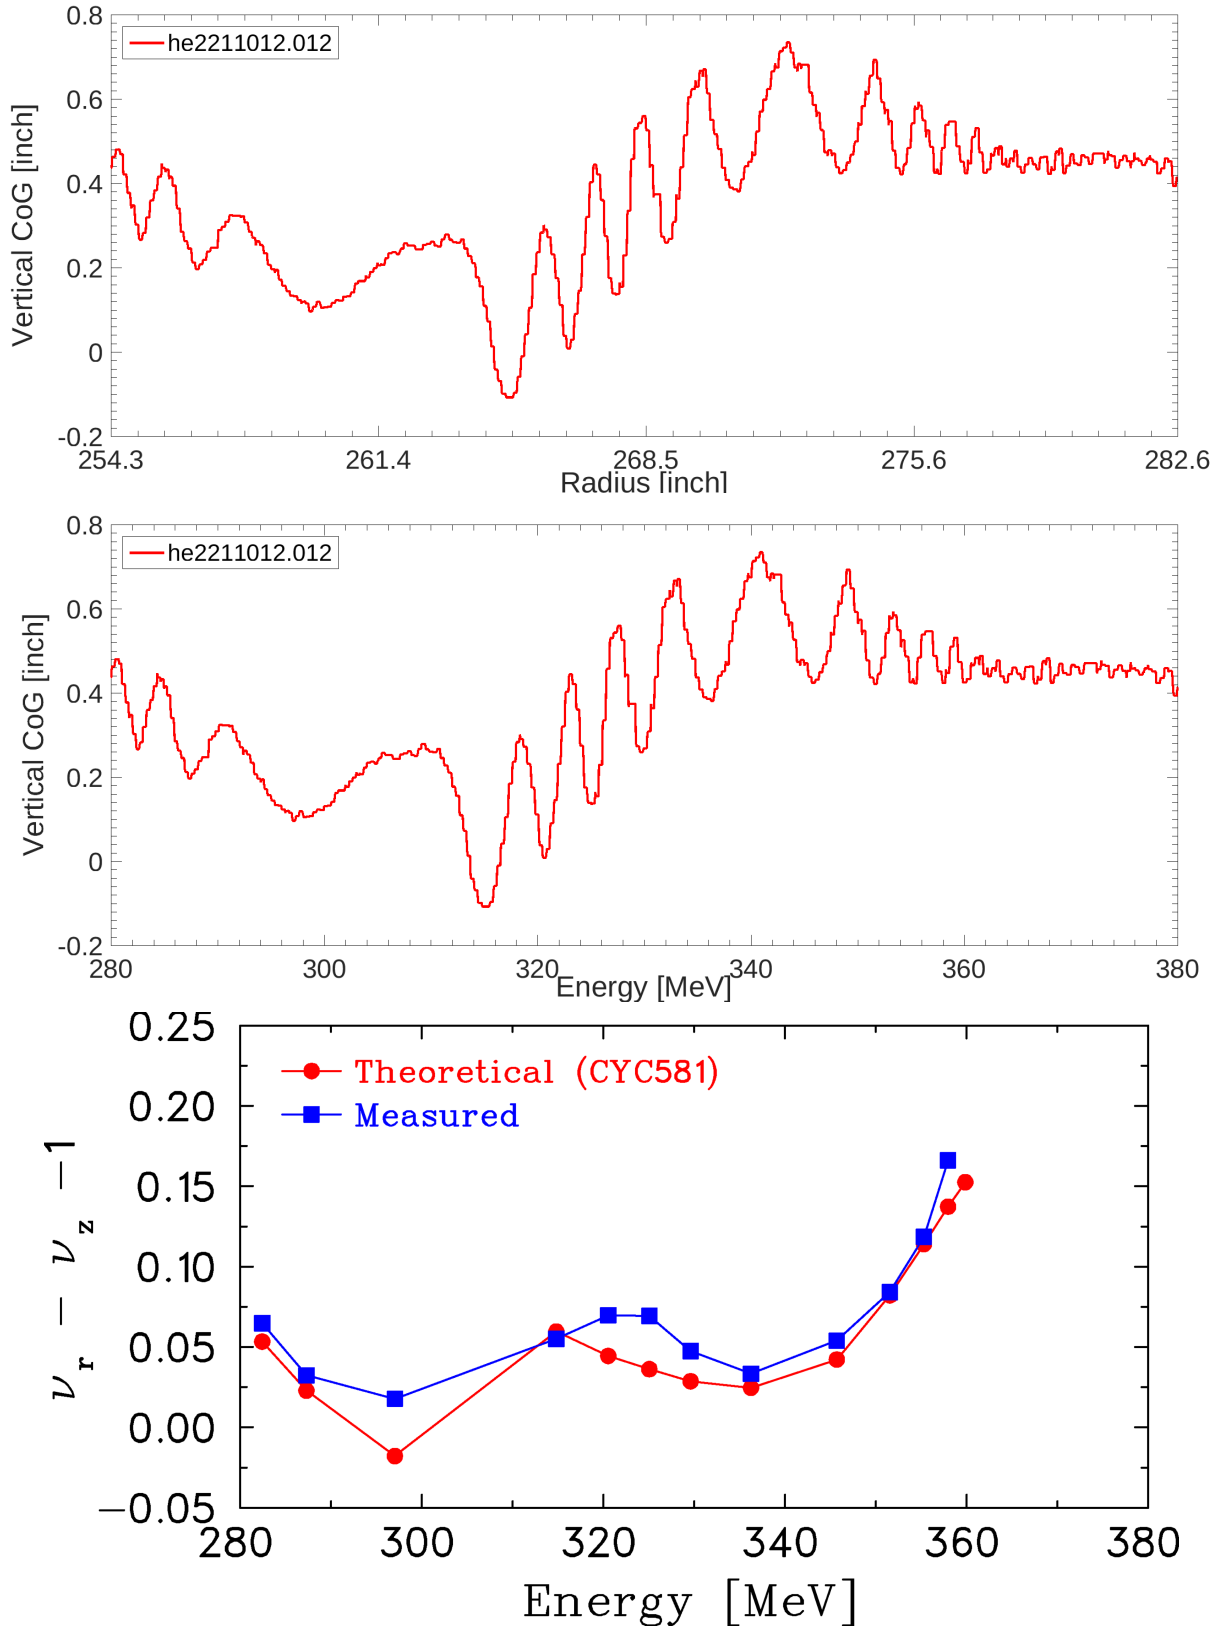 0.8
he2211012.012
0.6
0.4
0.2
0
-0.2
Vertical CoG [inch]
254.3 261.4 268.5 275.6 282.6
Radius [inch]
0.8
he2211012.012
0.6
0.4
0.2
0
-0.2
Vertical CoG [inch]
280 300 320 340 360 380
Energy [MeV]
0.25
Theoretical (CYC581)
Measured
0.20
0.15
0.10
0.05
0.00
−0.05
ν r − ν z −1
280 300 320 340 360 380
Energy [MeV]